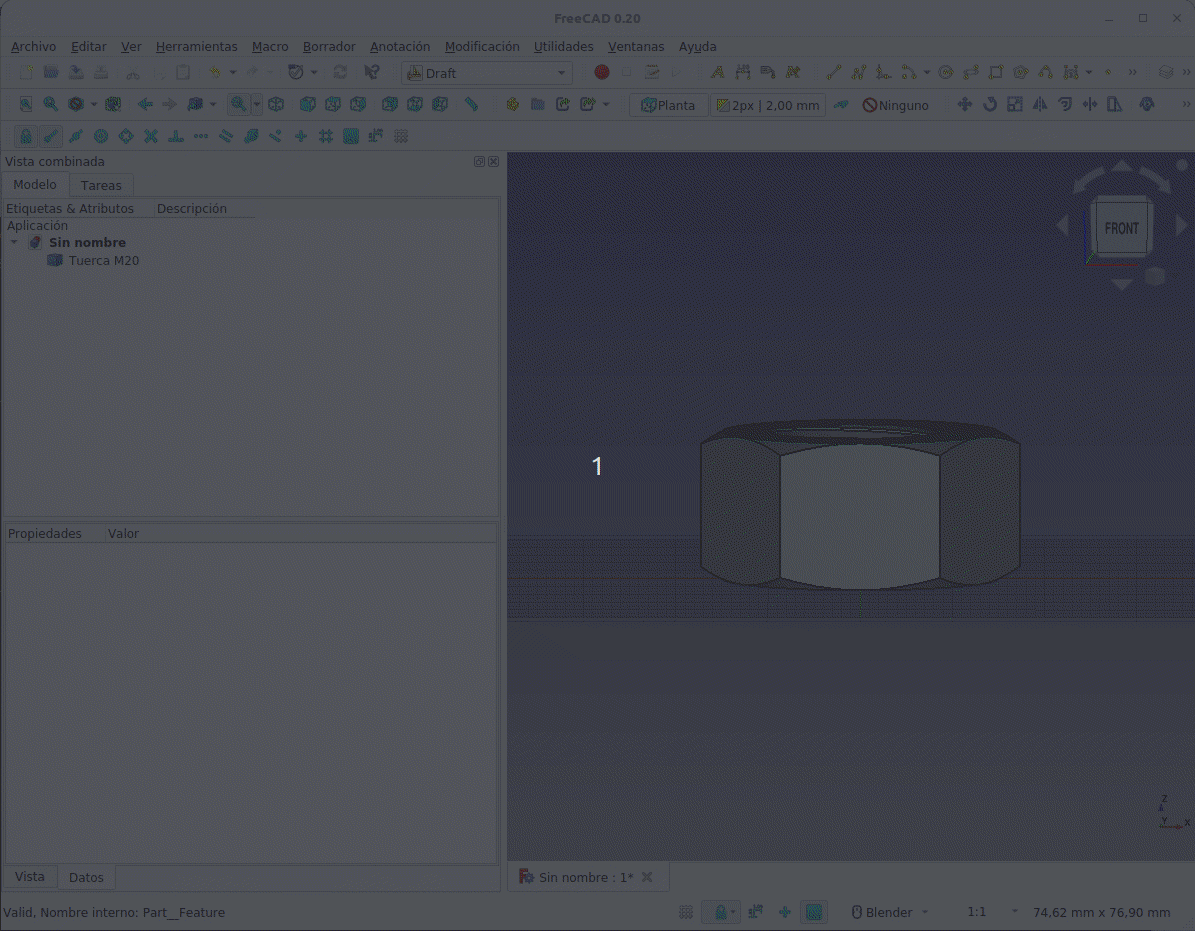 FreeCAD 0.20
Archivo Editar Ver Herramientas Macro Borrador Anotación Modificación Utilidades Ventanas Ayuda
Draft
Planta 2px | 2,00 mm Ninguno
Vista combinada
Modelo Tareas
Etiquetas & Atributos Descripción
Aplicación
Sin nombre
Tuerca M20
FRONT
1
Propiedades Valor
Z
Y X
Vista Datos
Sin nombre : 1*
Valid, Nombre interno: Part__Feature
Blender 1:1 74,62 mm x 76,90 mm